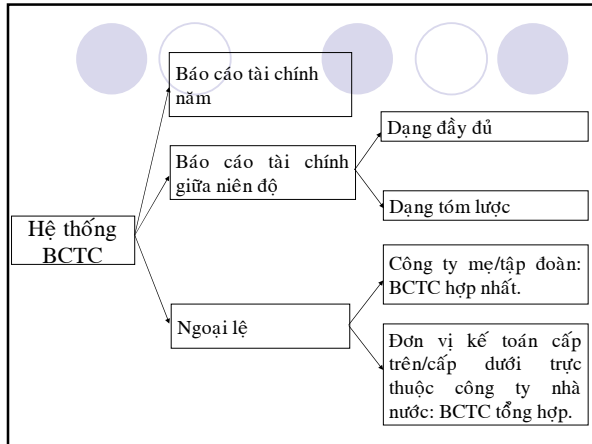 Báo cáo tài chính
năm
Báo cáo tài chính
giữa niên độ
Dạng đầy đủ
Dạng tóm lược
Hệ thống
BCTC
Ngoại lệ
Công ty mẹ/tập đoàn:
BCTC hợp nhất.
Đơn vị kế toán cấp
trên/cấp dưới trực
thuộc công ty nhà
nước: BCTC tổng hợp.